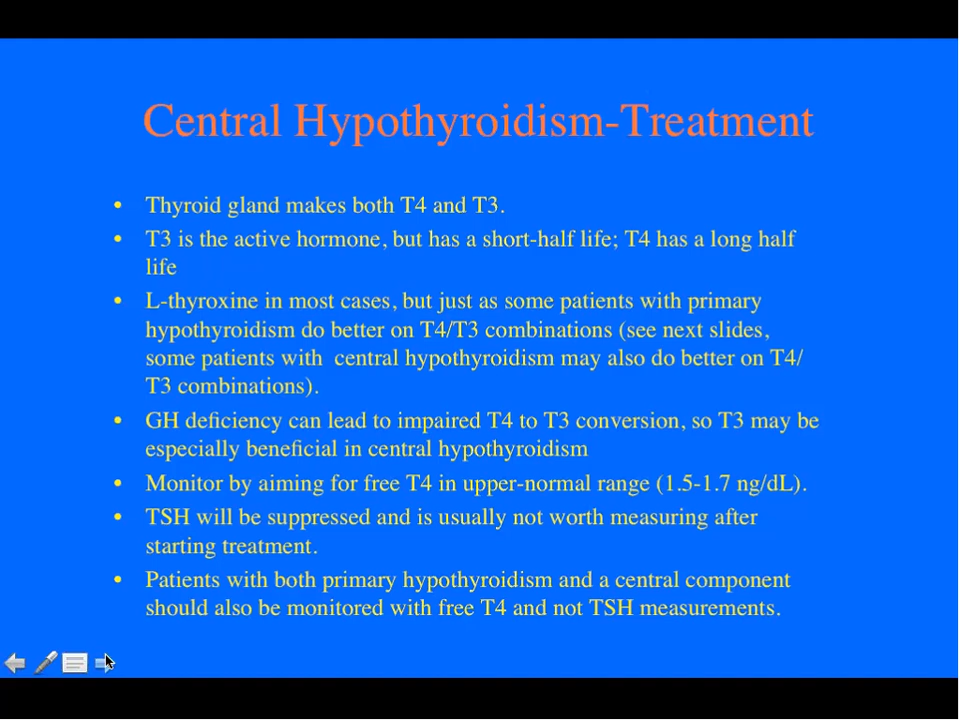 Central Hypothyroidism-Treatment
• Thyroid gland makes both T4 and T3.
• T3 is the active hormone, but has a short-half life; T4 has a long half
life
• L-thyroxine in most cases, but just as some patients with primary
hypothyroidism do better on T4/T3 combinations (see next slides,
some patients with  central hypothyroidism may also do better on T4/
T3 combinations).
• GH deficiency can lead to impaired T4 to T3 conversion, so T3 may be
especially beneficial in central hypothyroidism
• Monitor by aiming for free T4 in upper-normal range (1.5-1.7 ng/dL).
• TSH will be suppressed and is usually not worth measuring after
starting treatment.
• Patients with both primary hypothyroidism and a central component
should also be monitored with free T4 and not TSH measurements.